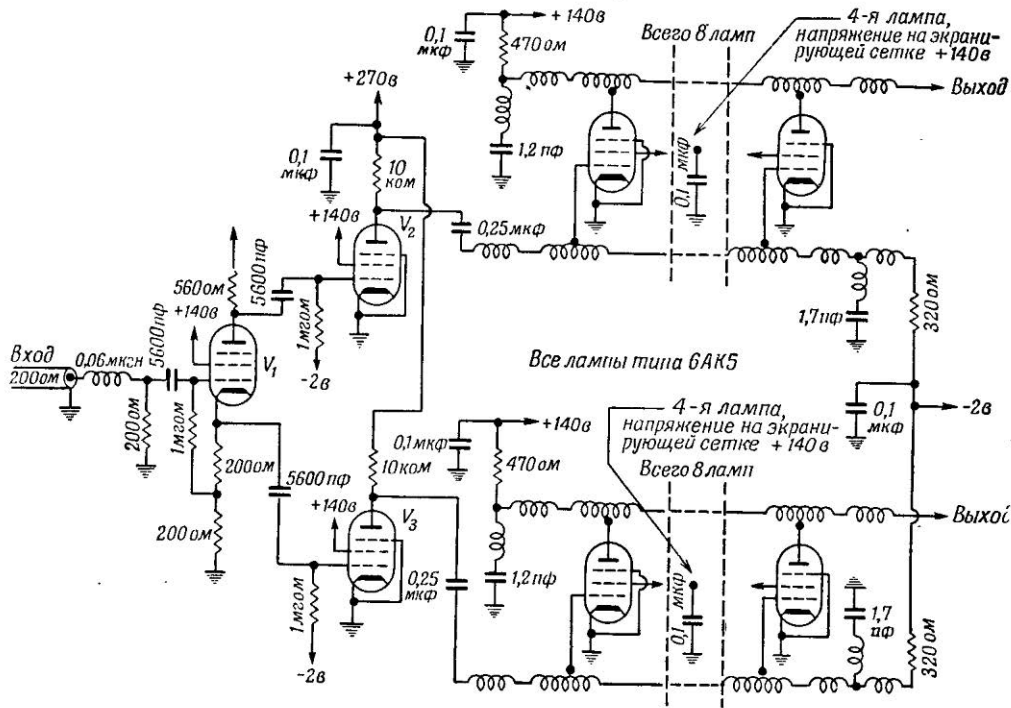 +140в
0,1
мкф
470 ом
Всего 8 ламп
4-я лампа,
напряжение на экрани-
рующей сетке +140в
Выход
+270в
0,1
мкф
10
ком
1,2 пф
0,1 мкф
+140в
V₂
0,25 мкф
560 ом
5600 пф
+140в
1 мгом
-2в
1,7 пф
320 ом
Вход
200 ом
0,06 мкгн
5600 пф
V₁
Все лампы типа 6АК5
200 ом
1 мгом
200 ом
200 ом
5600 пф
+140в
V₃
10 ком
0,25
мкф
1 мгом
-2в
0,1 мкф
+140в
470 ом
4-я лампа,
напряжение на экрани-
рующей сетке +140в
Всего 8 ламп
0,1
мкф
-2в
Выход
1,2 пф
0,1 мкф
1,7
пф
320 ом